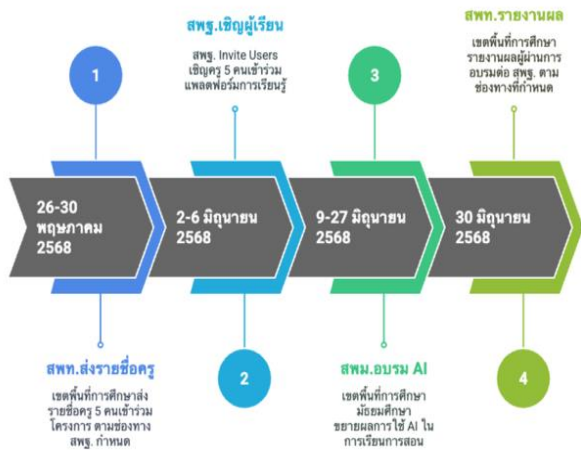 สพฐ.เชิญผู้เรียน
สพฐ. Invite Users
เชิญครู 5 คนเข้าร่วม
แพลตฟอร์มการเรียนรู้
สพท.รายงานผล
เขตพื้นที่การศึกษา
รายงานผลผู้ผ่านการ
อบรมต่อ สพฐ. ตาม
ช่องทางที่กำหนด
1
3
26-30
พฤษภาคม
2568
2-6 มิถุนายน
2568
9-27 มิถุนายน
2568
30 มิถุนายน
2568
สพท.ส่งรายชื่อครู
เขตพื้นที่การศึกษาส่ง
รายชื่อครู 5 คนเข้าร่วม
โครงการ ตามช่องทาง
สพฐ. กำหนด
2
สพม.อบรม AI
เขตพื้นที่การศึกษา
มัธยมศึกษา
ขยายผลการใช้ AI ใน
การเรียนการสอน
4